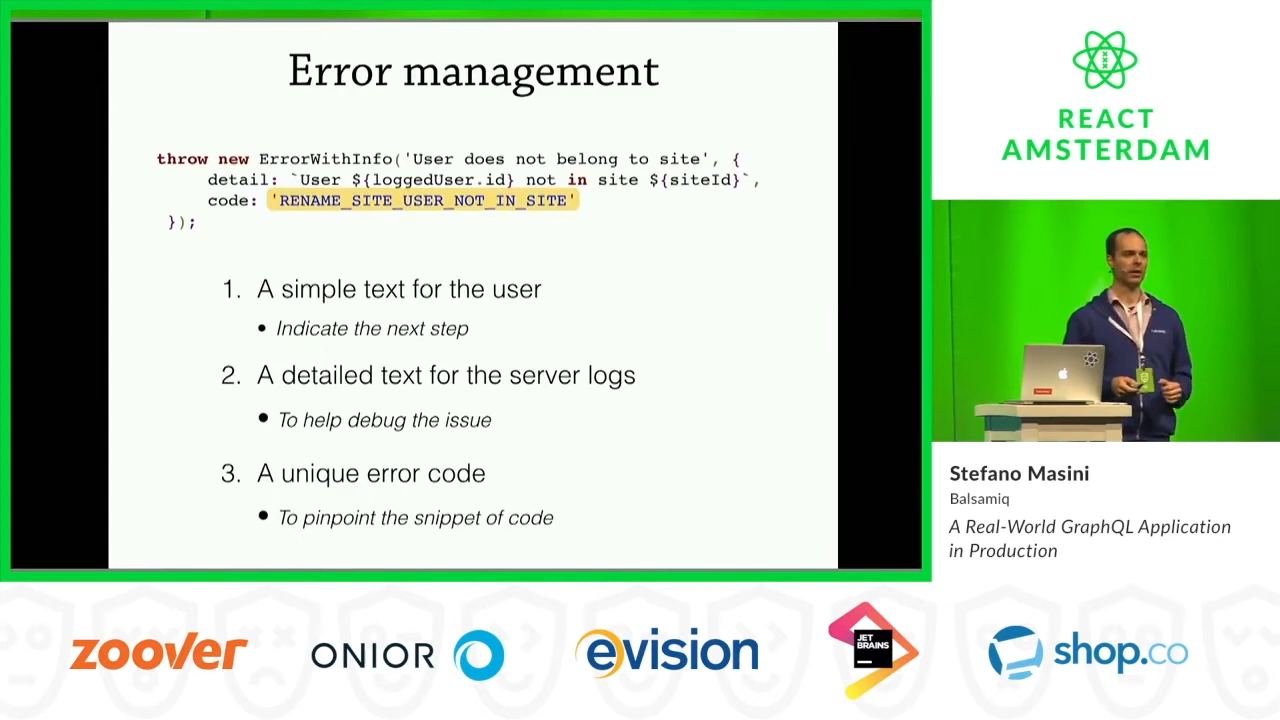 Error management
throw new ErrorWithInfo('User does not belong to site', {
detail: `User ${loggedUser.id} not in site ${siteId}`,
code: 'RENAME_SITE_USER_NOT_IN_SITE'
});
1. A simple text for the user
• Indicate the next step
2. A detailed text for the server logs
• To help debug the issue
3. A unique error code
• To pinpoint the snippet of code
REACT
AMSTERDAM
Stefano Masini
Balsamiq
A Real-World GraphQL Application
in Production
zoover
ONIOR
evision
JET
BRAINS
shop.co